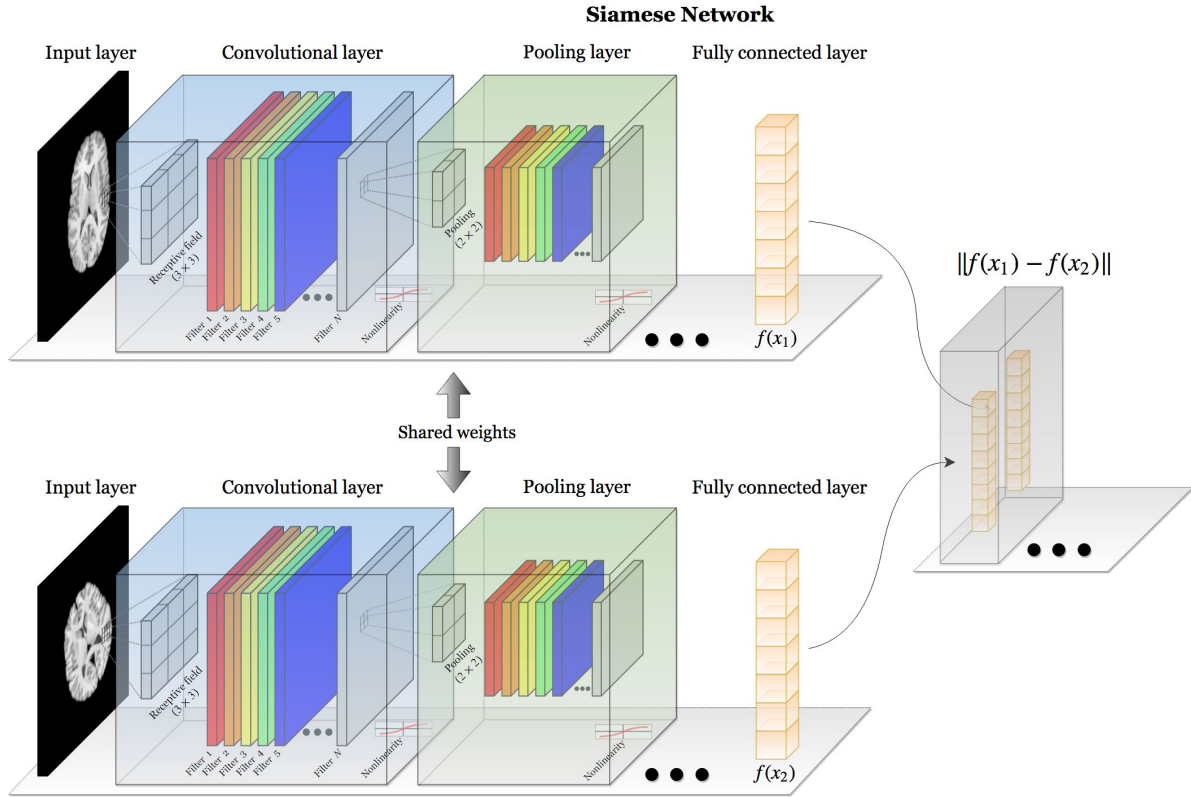 Siamese Network
Input layer
Convolutional layer
Pooling layer
Fully connected layer
Receptive field
(3 × 3)
Filter 1
Filter 2
Filter 3
Filter 4
Filter 5
Filter N
Nonlinearity
Pooling
(2 × 2)
Nonlinearity
f(x₁)
||f(x₁) − f(x₂)||
Shared weights
Input layer
Convolutional layer
Pooling layer
Fully connected layer
Receptive field
(3 × 3)
Filter 1
Filter 2
Filter 3
Filter 4
Filter 5
Filter N
Nonlinearity
Pooling
(2 × 2)
Nonlinearity
f(x₂)